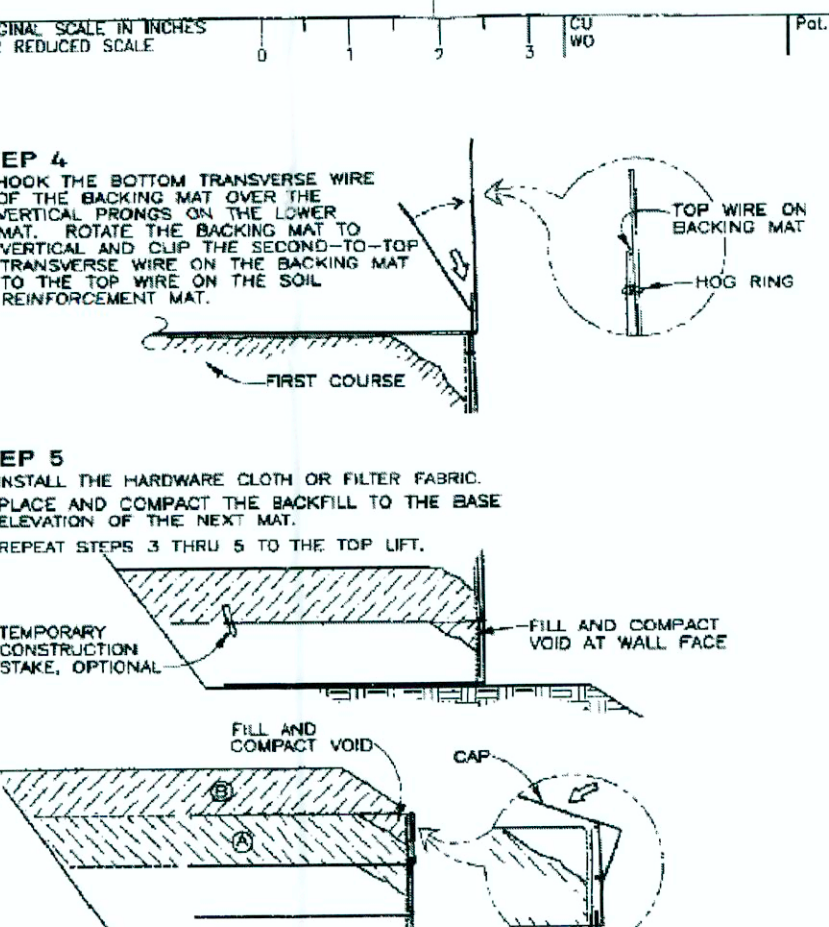 GINAL SCALE IN INCHES
REDUCED SCALE
0 1 2 3
CU
WO
Pat.
EP 4
HOOK THE BOTTOM TRANSVERSE WIRE
OF THE BACKING MAT OVER THE
VERTICAL PRONGS ON THE LOWER
MAT. ROTATE THE BACKING MAT TO
VERTICAL AND CLIP THE SECOND-TO-TOP
TRANSVERSE WIRE ON THE BACKING MAT
TO THE TOP WIRE ON THE SOIL
REINFORCEMENT MAT.
TOP WIRE ON
BACKING MAT
HOG RING
FIRST COURSE
EP 5
INSTALL THE HARDWARE CLOTH OR FILTER FABRIC.
PLACE AND COMPACT THE BACKFILL TO THE BASE
ELEVATION OF THE NEXT MAT.
REPEAT STEPS 3 THRU 5 TO THE TOP LIFT.
TEMPORARY
CONSTRUCTION
STAKE, OPTIONAL
FILL AND COMPACT
VOID AT WALL FACE
FILL AND
COMPACT VOID
CAP
B
A